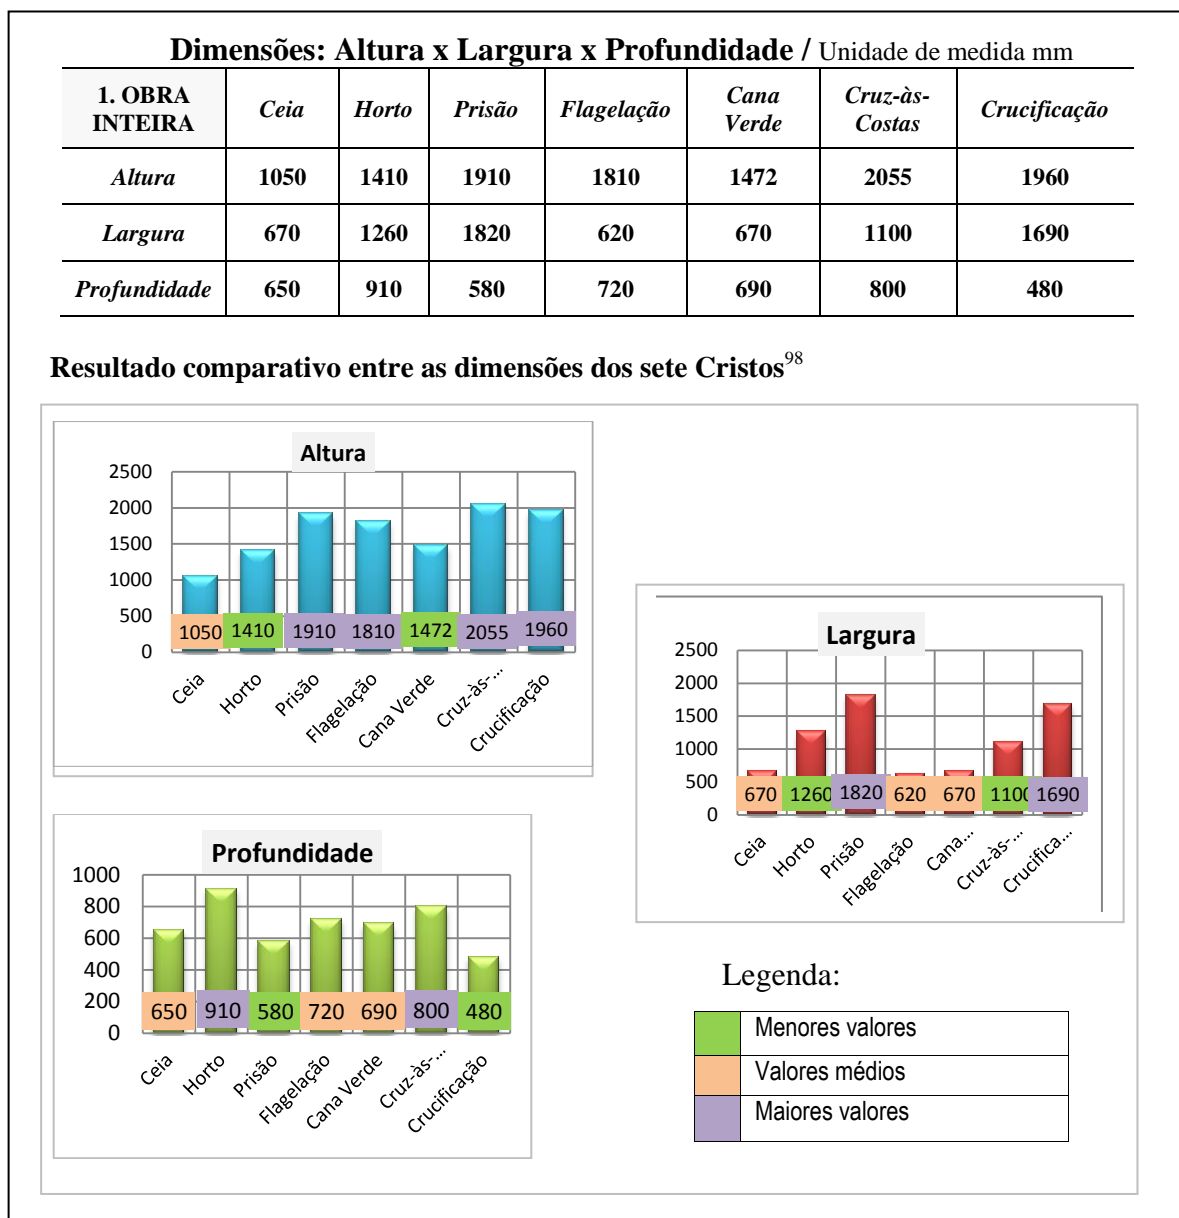 Dimensões: Altura x Largura x Profundidade / Unidade de medida mm
1. OBRA INTEIRA Ceia Horto Prisão Flagelação Cana Verde Cruz-às-Costas Crucificação
Altura 1050 1410 1910 1810 1472 2055 1960
Largura 670 1260 1820 620 670 1100 1690
Profundidade 650 910 580 720 690 800 480
Resultado comparativo entre as dimensões dos sete Cristos98
Altura
2500
2000
1500
1000
500
0
1050 1410 1910 1810 1472 2055 1960
Ceia Horto Prisão Flagelação Cana Verde Cruz-às-... Crucificação
Largura
2500
2000
1500
1000
500
0
670 1260 1820 620 670 1100 1690
Ceia Horto Prisão Flagelação Cana... Cruz-às-... Crucifica...
Profundidade
1000
800
600
400
200
0
650 910 580 720 690 800 480
Ceia Horto Prisão Flagelação Cana Verde Cruz-às-... Crucificação
Legenda:
Menores valores
Valores médios
Maiores valores